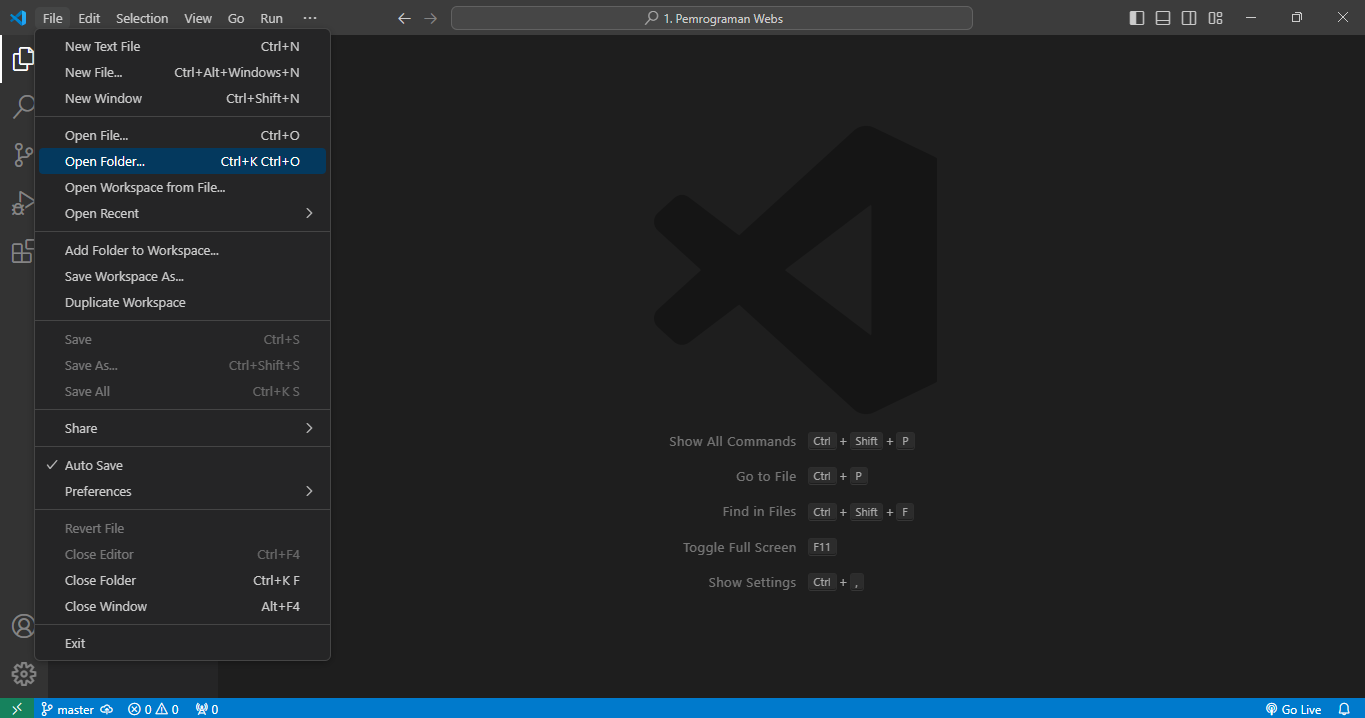 File Edit Selection View Go Run ···
1. Pemrograman Webs
New Text File Ctrl+N
New File... Ctrl+Alt+Windows+N
New Window Ctrl+Shift+N
Open File... Ctrl+O
Open Folder... Ctrl+K Ctrl+O
Open Workspace from File...
Open Recent
Add Folder to Workspace...
Save Workspace As...
Duplicate Workspace
Save Ctrl+S
Save As... Ctrl+Shift+S
Save All Ctrl+K S
Share
Auto Save
Preferences
Revert File
Close Editor Ctrl+F4
Close Folder Ctrl+K F
Close Window Alt+F4
Exit
Show All Commands Ctrl + Shift + P
Go to File Ctrl + P
Find in Files Ctrl + Shift + F
Toggle Full Screen F11
Show Settings Ctrl + ,
master 0 0 0 Go Live